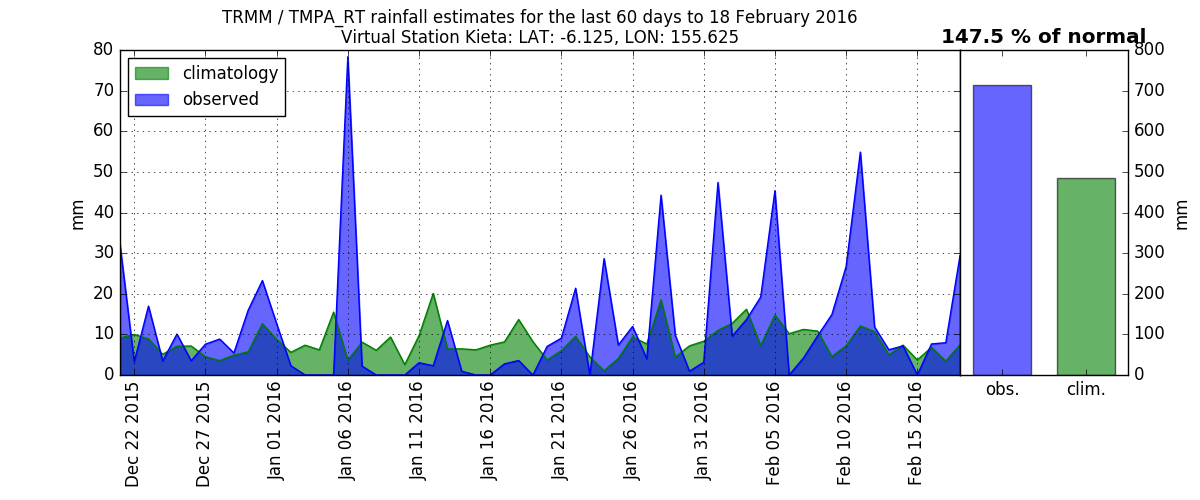 TRMM / TMPA_RT rainfall estimates for the last 60 days to 18 February 2016
Virtual Station Kieta: LAT: -6.125, LON: 155.625
147.5 % of normal
climatology
observed
mm
80
70
60
50
40
30
20
10
0
Dec 22 2015
Dec 27 2015
Jan 01 2016
Jan 06 2016
Jan 11 2016
Jan 16 2016
Jan 21 2016
Jan 26 2016
Jan 31 2016
Feb 05 2016
Feb 10 2016
Feb 15 2016
800
700
600
500
400
300
200
100
0
mm
obs.
clim.